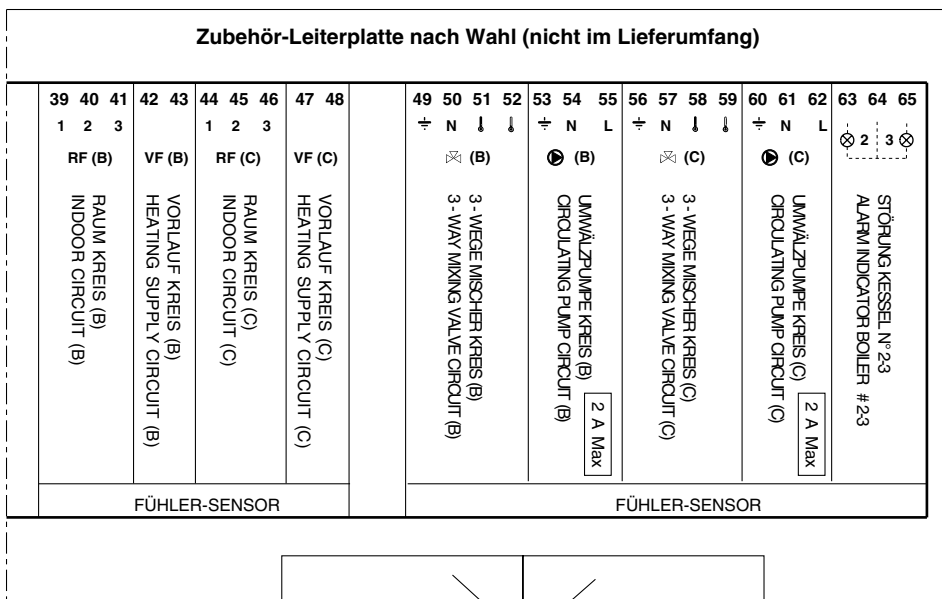 Zubehör-Leiterplatte nach Wahl (nicht im Lieferumfang)
39 40 41 42 43 44 45 46 47 48 49 50 51 52 53 54 55 56 57 58 59 60 61 62 63 64 65
1 2 3 1 2 3 N N L N N L
2 3
RF (B) VF (B) RF (C) VF (C) (B) (B) (C) (C)
RAUM KREIS (B)
INDOOR CIRCUIT (B)
VORLAUF KREIS (B)
HEATING SUPPLY CIRCUIT (B)
RAUM KREIS (C)
INDOOR CIRCUIT (C)
VORLAUF KREIS (C)
HEATING SUPPLY CIRCUIT (C)
3 - WEGE MISCHER KREIS (B)
3 - WAY MIXING VALVE CIRCUIT (B)
UMWÄLZPUMPE KREIS (B)
CIRCULATING PUMP CIRCUIT (B)
2 A Max
3 - WEGE MISCHER KREIS (C)
3 - WAY MIXING VALVE CIRCUIT (C)
UMWÄLZPUMPE KREIS (C)
CIRCULATING PUMP CIRCUIT (C)
2 A Max
STÖRUNG KESSEL N° 2-3
ALARM INDICATOR BOILER # 2-3
FÜHLER-SENSOR
FÜHLER-SENSOR